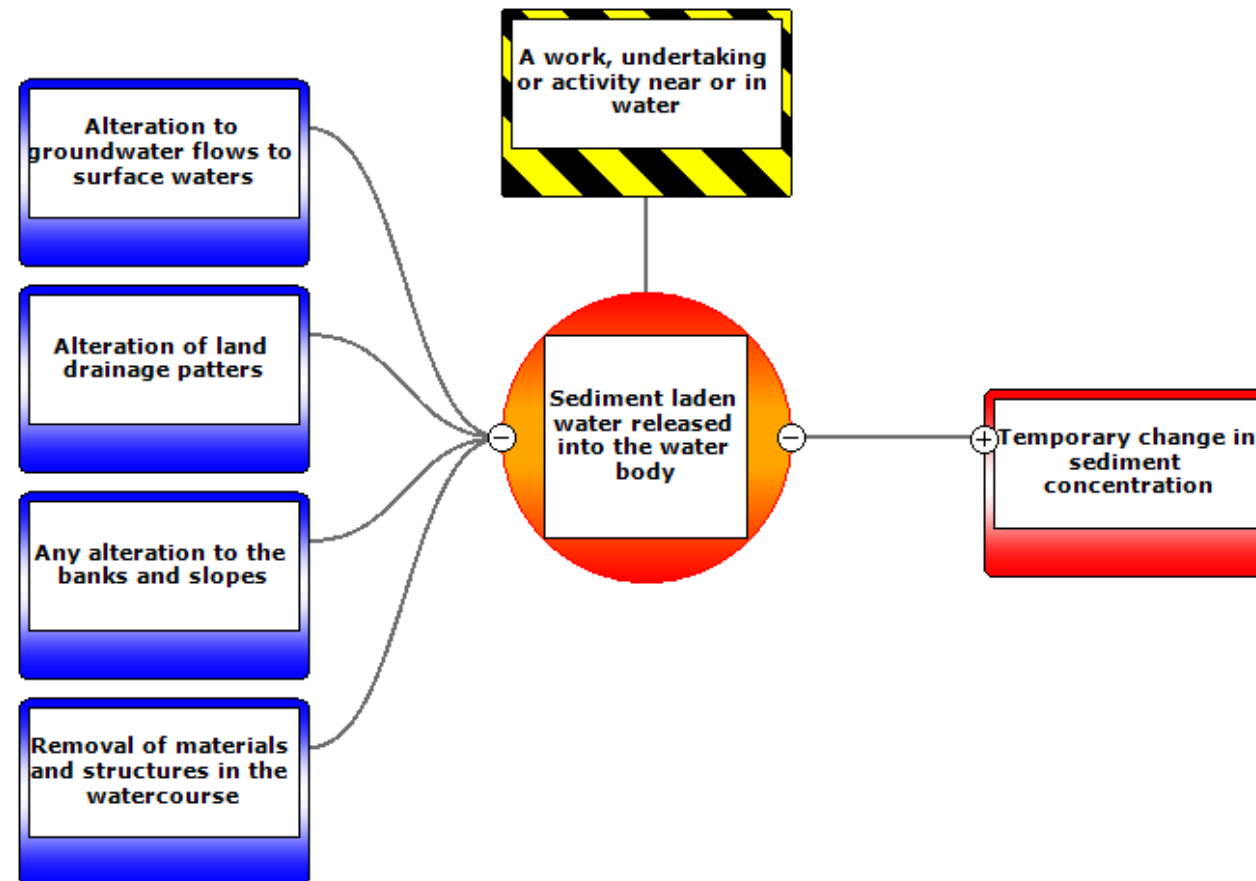 A work, undertaking
or activity near or in
water
Alteration to
groundwater flows to
surface waters
Alteration of land
drainage patters
Any alteration to the
banks and slopes
Removal of materials
and structures in the
watercourse
Sediment laden
water released
into the water
body
Temporary change in
sediment
concentration